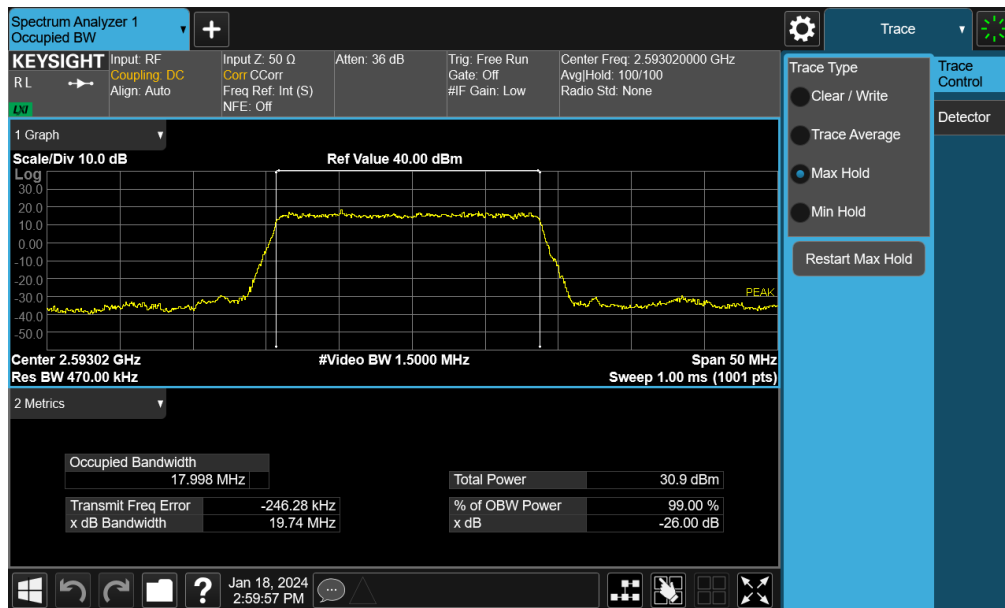 Spectrum Analyzer 1
Occupied BW
+
Trace
KEYSIGHT
R L
LXI
Input: RF
Coupling: DC
Align: Auto
Input Z: 50 Ω
Corr CCorr
Freq Ref: Int (S)
NFE: Off
Atten: 36 dB
Trig: Free Run
Gate: Off
#IF Gain: Low
Center Freq: 2.593020000 GHz
Avg|Hold: 100/100
Radio Std: None
Trace Type
Clear / Write
Trace Average
Max Hold
Min Hold
Restart Max Hold
Trace
Control
Detector
1 Graph
Scale/Div 10.0 dB
Ref Value 40.00 dBm
Log
30.0
20.0
10.0
0.00
-10.0
-20.0
-30.0
-40.0
-50.0
PEAK
Center 2.59302 GHz
#Video BW 1.5000 MHz
Span 50 MHz
Res BW 470.00 kHz
Sweep 1.00 ms (1001 pts)
2 Metrics
Occupied Bandwidth
17.998 MHz
Total Power 30.9 dBm
Transmit Freq Error -246.28 kHz
% of OBW Power 99.00 %
x dB Bandwidth 19.74 MHz
x dB -26.00 dB
?
Jan 18, 2024
2:59:57 PM